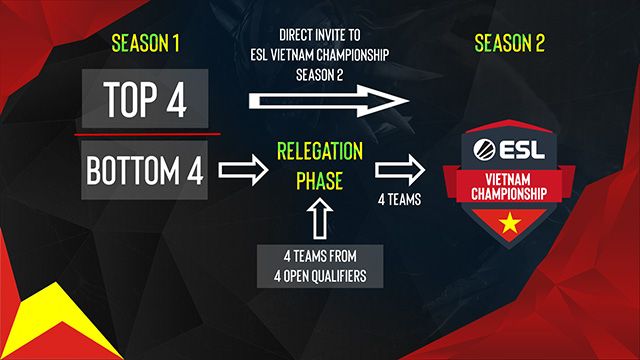 SEASON 1
DIRECT INVITE TO
ESL VIETNAM CHAMPIONSHIP
SEASON 2
SEASON 2
TOP 4
BOTTOM 4
RELEGATION
PHASE
4 TEAMS
ESL
VIETNAM
CHAMPIONSHIP
4 TEAMS FROM
4 OPEN QUALIFIERS